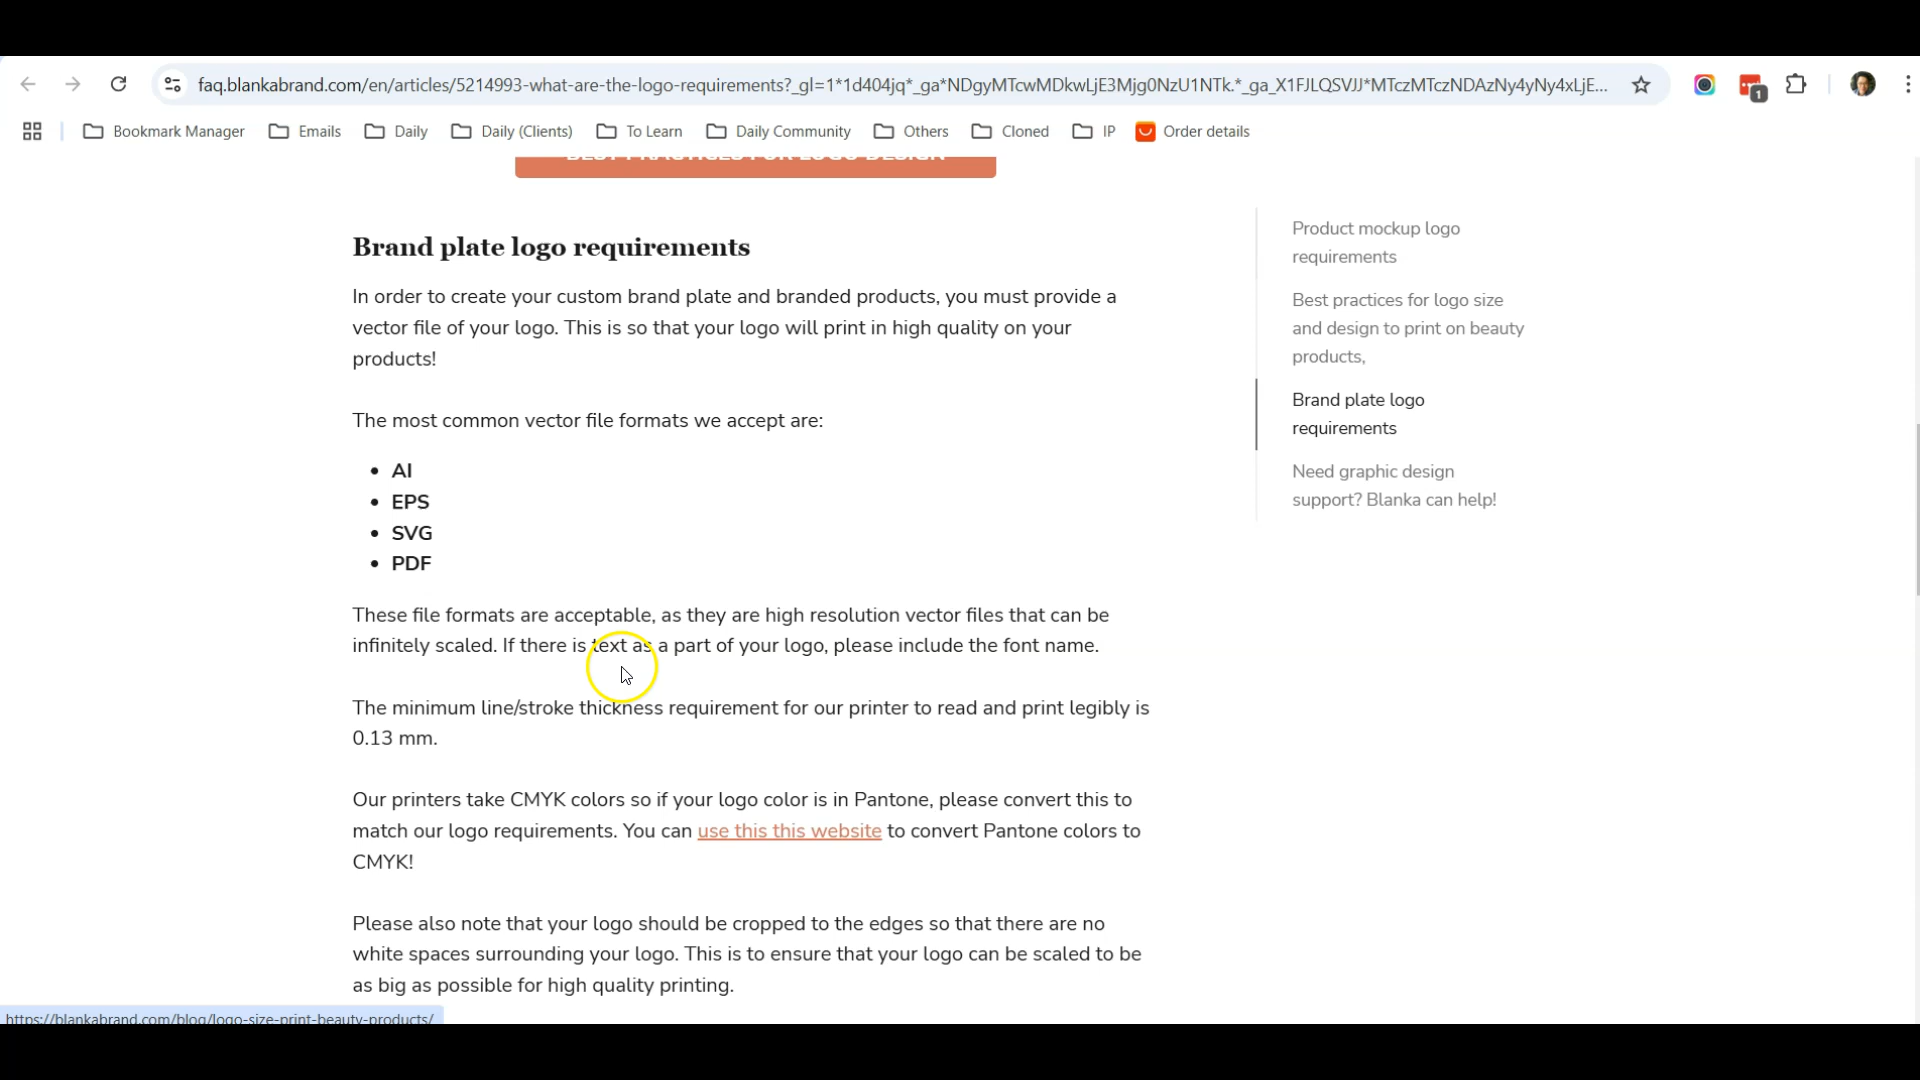 faq.blankabrand.com/en/articles/5214993-what-are-the-logo-requirements?_gl=1*1d404jq*_ga*NDgyMTcwMDkwLjE3Mjg0NzU1NTk.*_ga_X1FJLQSVJJ*MTczMTczNDAzNy4yNy4xLjE...
1
Bookmark Manager
Emails
Daily
Daily (Clients)
To Learn
Daily Community
Others
Cloned
IP
Order details
BEST PRACTICES FOR LOGO DESIGN
Brand plate logo requirements
In order to create your custom brand plate and branded products, you must provide a
vector file of your logo. This is so that your logo will print in high quality on your
products!
The most common vector file formats we accept are:
• AI
• EPS
• SVG
• PDF
These file formats are acceptable, as they are high resolution vector files that can be
infinitely scaled. If there is text as a part of your logo, please include the font name.
The minimum line/stroke thickness requirement for our printer to read and print legibly is
0.13 mm.
Our printers take CMYK colors so if your logo color is in Pantone, please convert this to
match our logo requirements. You can use this this website to convert Pantone colors to
CMYK!
Please also note that your logo should be cropped to the edges so that there are no
white spaces surrounding your logo. This is to ensure that your logo can be scaled to be
as big as possible for high quality printing.
Product mockup logo
requirements
Best practices for logo size
and design to print on beauty
products,
Brand plate logo
requirements
Need graphic design
support? Blanka can help!
https://blankabrand.com/blog/logo-size-print-beauty-products/